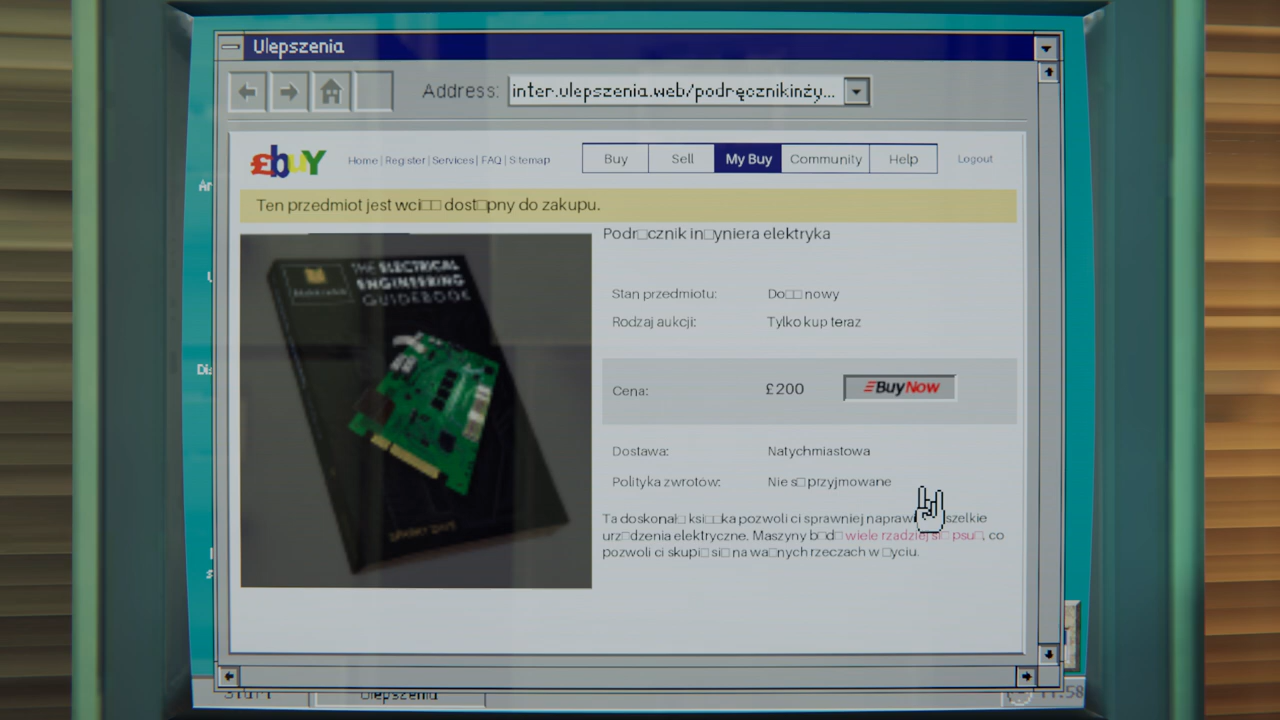 Ulepszenia
Address: inter.ulepszenia.web/podręcznikinży...
£buY Home | Register | Services | FAQ | Sitemap Buy Sell My Buy Community Help Logout
Ten przedmiot jest wci□□ dost□pny do zakupu.
Podr□cznik in□yniera elektryka
THE ELECTRICAL
ENGINEERING
GUIDEBOOK
Stan przedmiotu: Do□□ nowy
Rodzaj aukcji: Tylko kup teraz
Cena: £200 BuyNow
Dostawa: Natychmiastowa
Polityka zwrotów: Nie s□ przyjmowane
Ta doskona□□ ksi□□ka pozwoli ci sprawniej napraw szelkie
urz□dzenia elektryczne. Maszyny b□d□ wiele rzadziej si□ psu□, co
pozwoli ci skupi□ si□ na wa□nych rzeczach w □yciu.
Start Ulepszenia 11:58